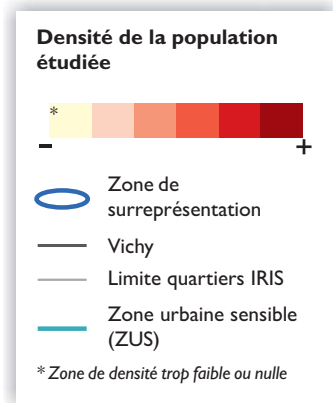 Densité de la population
étudiée
*
- +
Zone de
surreprésentation
Vichy
Limite quartiers IRIS
Zone urbaine sensible
(ZUS)
* Zone de densité trop faible ou nulle